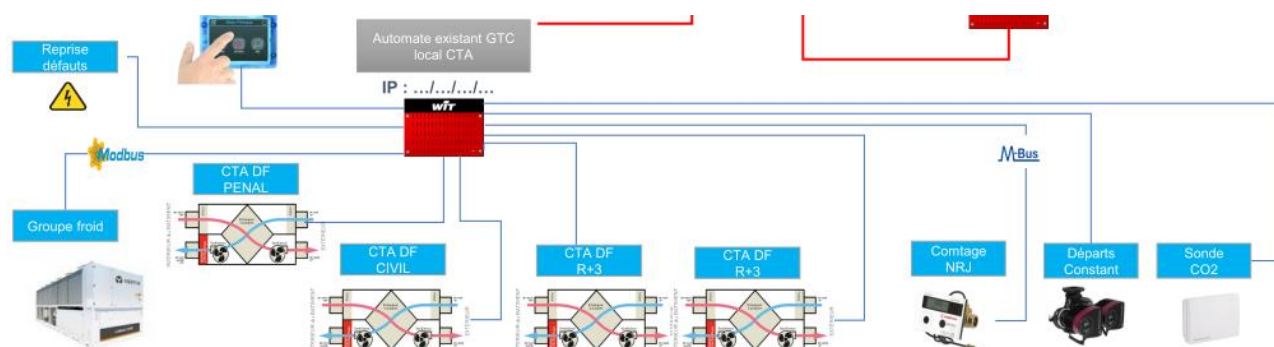 Reprise
défauts
Automate existant GTC
local CTA
IP : .../.../.../...
WIT
Modbus
M-Bus
CTA DF
PENAL
Groupe froid
CTA DF
CIVIL
CTA DF
R+3
CTA DF
R+3
Comtage
NRJ
Départs
Constant
Sonde
CO2